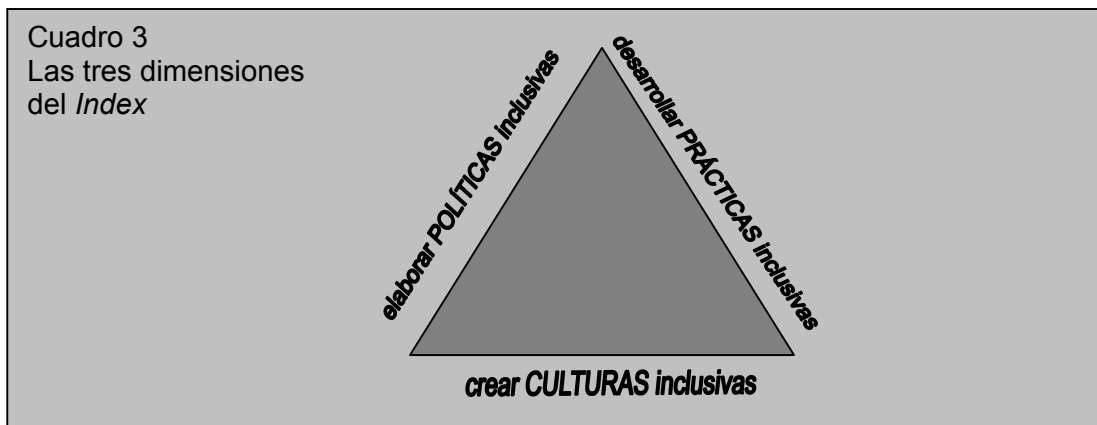 Cuadro 3
Las tres dimensiones
del Index
elaborar POLÍTICAS inclusivas
desarrollar PRÁCTICAS inclusivas
crear CULTURAS inclusivas